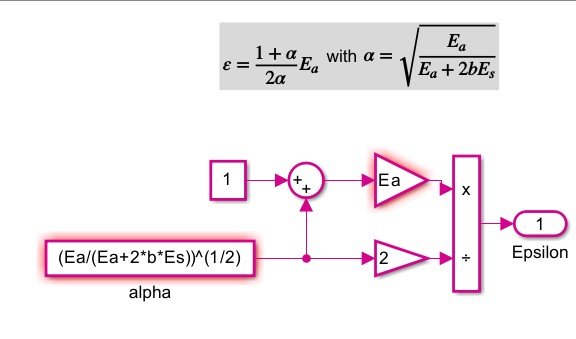 ε = (1 + α)/(2α) Eₐ with α = √(Eₐ/(Eₐ + 2bEₛ))
1
+
+
Ea
x
1
Epsilon
(Ea/(Ea+2*b*Es))^(1/2)
2
÷
alpha